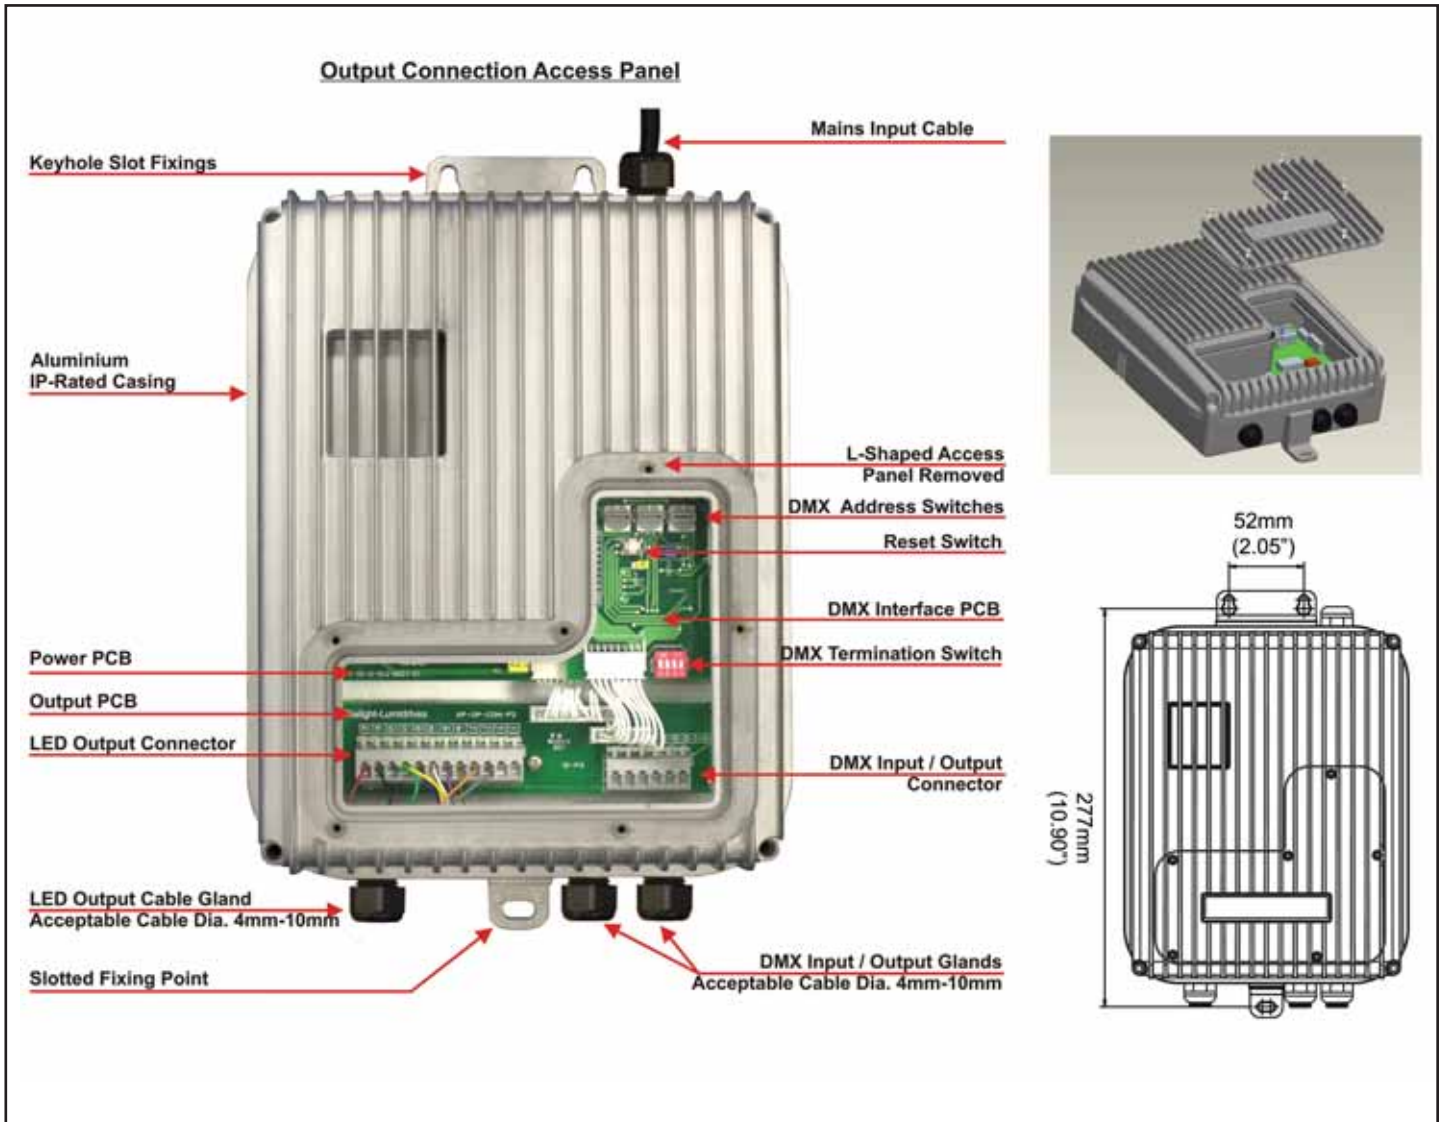 Output Connection Access Panel
Mains Input Cable
Keyhole Slot Fixings
Aluminium
IP-Rated Casing
L-Shaped Access
Panel Removed
DMX Address Switches
Reset Switch
DMX Interface PCB
DMX Termination Switch
Power PCB
Output PCB
LED Output Connector
DMX Input / Output
Connector
LED Output Cable Gland
Acceptable Cable Dia. 4mm-10mm
Slotted Fixing Point
DMX Input / Output Glands
Acceptable Cable Dia. 4mm-10mm
52mm
(2.05")
277mm
(10.90")